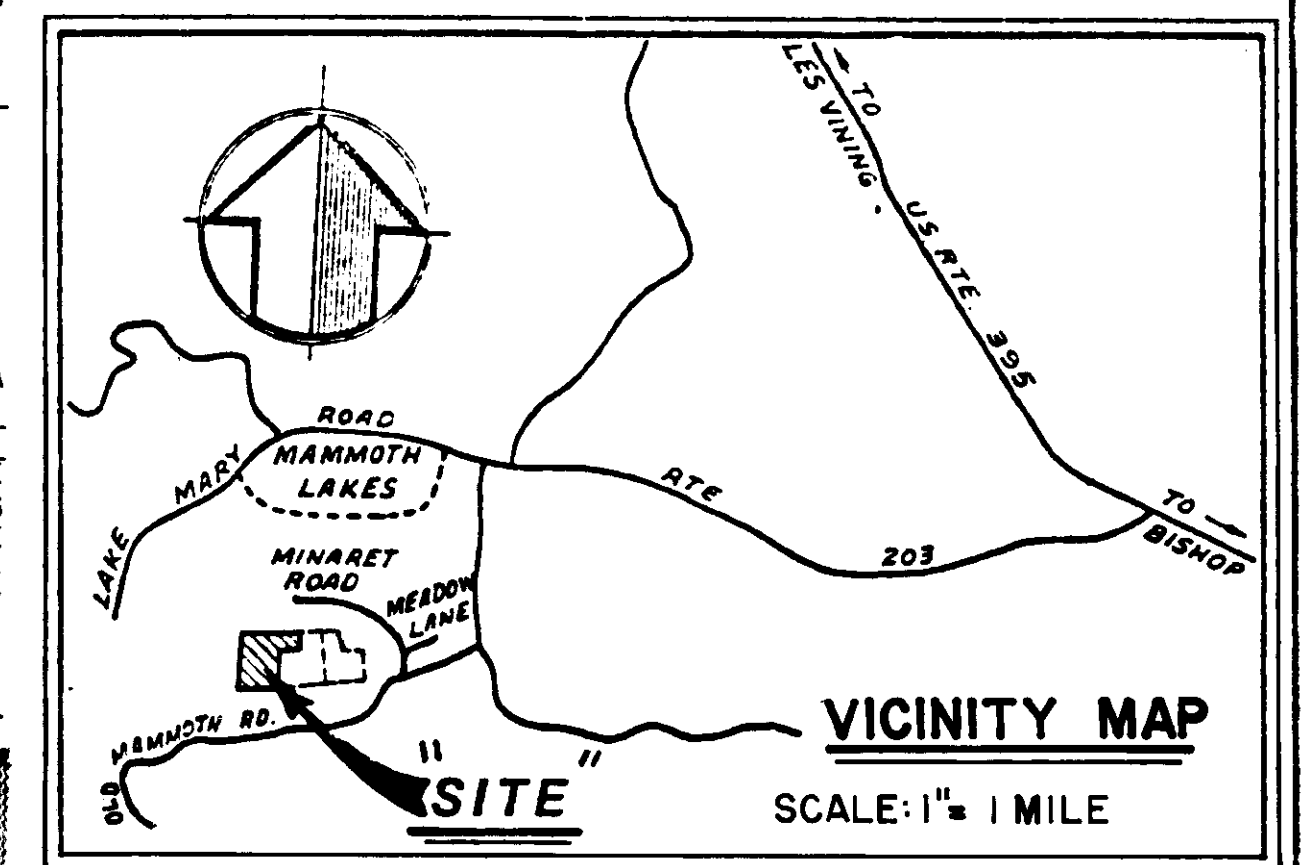 TO
LES VINING
US RTE. 395
ROAD
MAMMOTH
LAKES
LAKE MARY
RTE 203
TO
BISHOP
MINARET
ROAD
MEADOW
LANE
OLD MAMMOTH RD.
"SITE"
VICINITY MAP
SCALE: 1"= 1 MILE